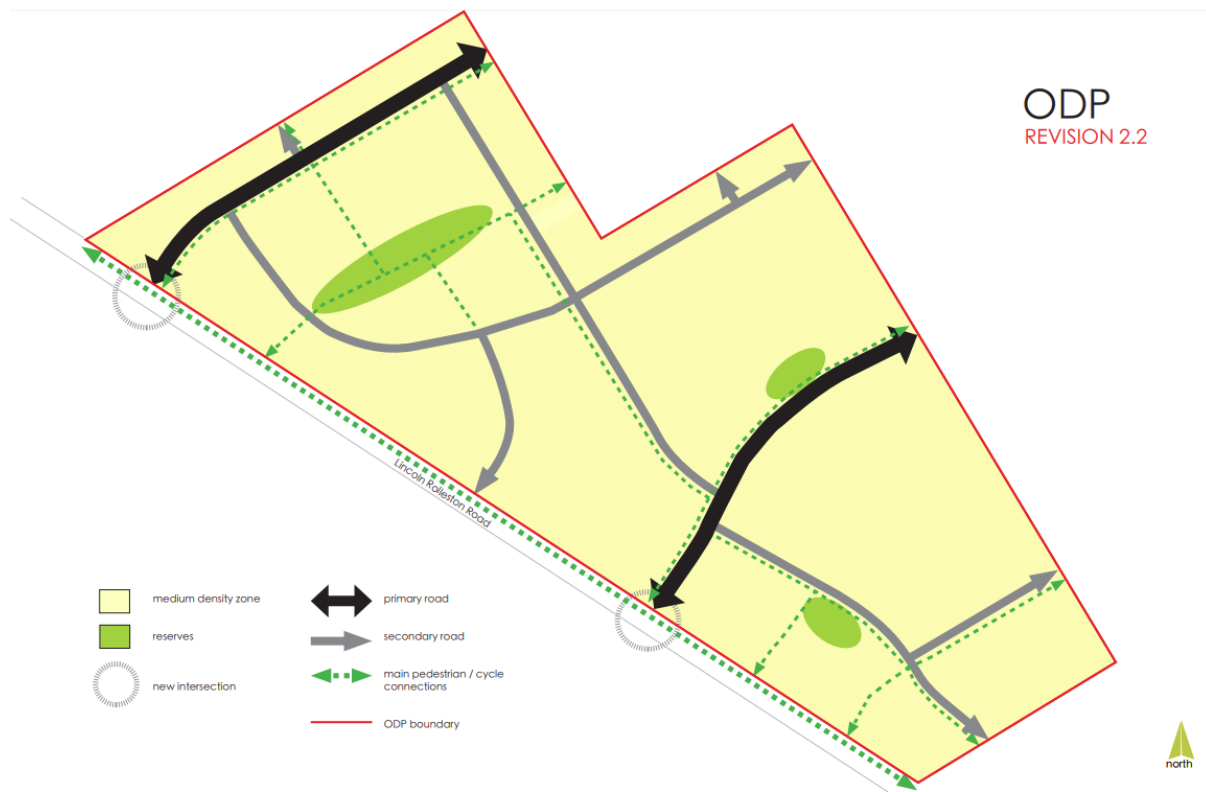 ODP
REVISION 2.2
Lincoln Rolleston Road
medium density zone
primary road
reserves
secondary road
new intersection
main pedestrian / cycle
connections
ODP boundary
north